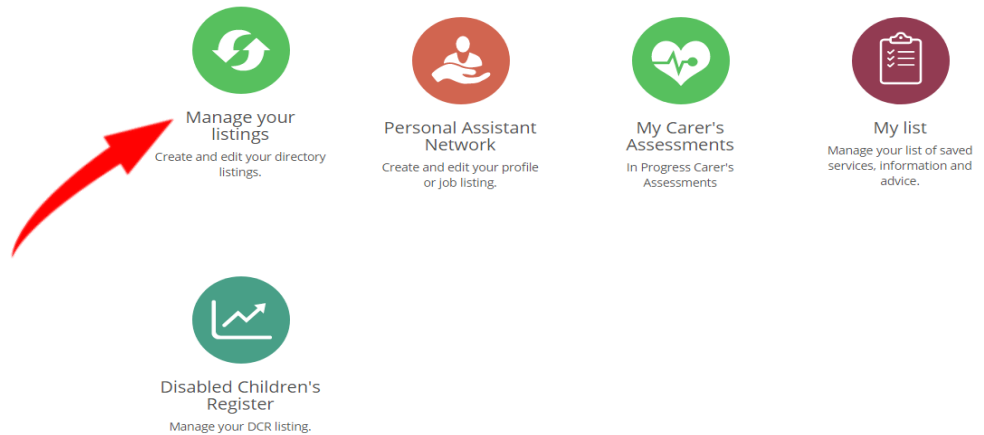 Manage your
listings
Create and edit your directory
listings.
Personal Assistant
Network
Create and edit your profile
or job listing.
My Carer's
Assessments
In Progress Carer's
Assessments
My list
Manage your list of saved
services, information and
advice.
Disabled Children's
Register
Manage your DCR listing.